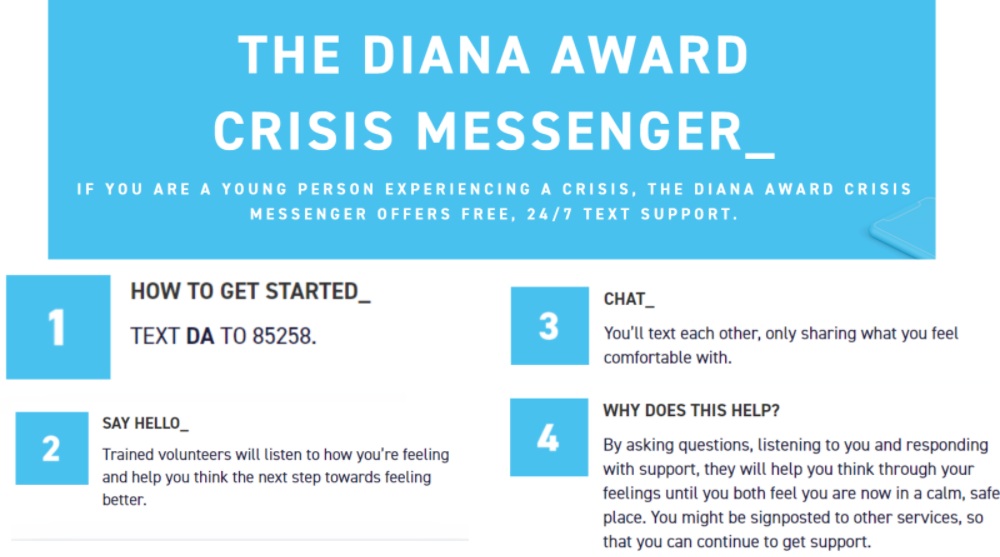 THE DIANA AWARD
CRISIS MESSENGER_
IF YOU ARE A YOUNG PERSON EXPERIENCING A CRISIS, THE DIANA AWARD CRISIS
MESSENGER OFFERS FREE, 24/7 TEXT SUPPORT.
1
HOW TO GET STARTED_
TEXT DA TO 85258.
2
SAY HELLO_
Trained volunteers will listen to how you're feeling
and help you think the next step towards feeling
better.
3
CHAT_
You'll text each other, only sharing what you feel
comfortable with.
4
WHY DOES THIS HELP?
By asking questions, listening to you and responding
with support, they will help you think through your
feelings until you both feel you are now in a calm, safe
place. You might be signposted to other services, so
that you can continue to get support.